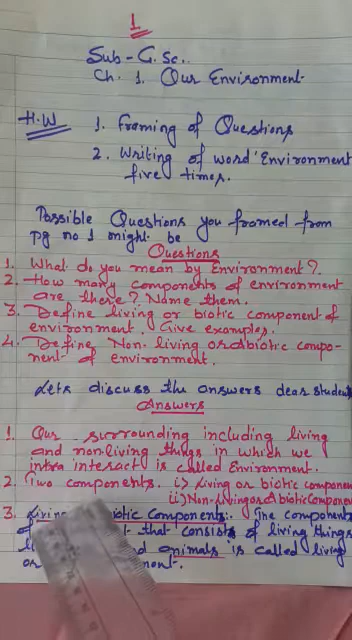 1
Sub - G. Sc.
Ch. 1. Our Environment
H.W 1. Framing of Questions
2. Writing of word 'Environment
five times.
Possible Questions you framed from
pg no 1 might be
Questions
1. What do you mean by Environment?.
2. How many components of environment
are there? Name them.
3. Define living or biotic component of
environment. Give examples.
4. Define Non-living or abiotic compo-
nent of environment.
Lets discuss the answers dear student
Answers
1. Our surrounding including living
and non living things in which we
interact is called Environment.
2. Two components. i) Living or biotic component
ii) Non-living or Abiotic Component
3. biotic Components:- The components
that consists of living things
animals is called living
or